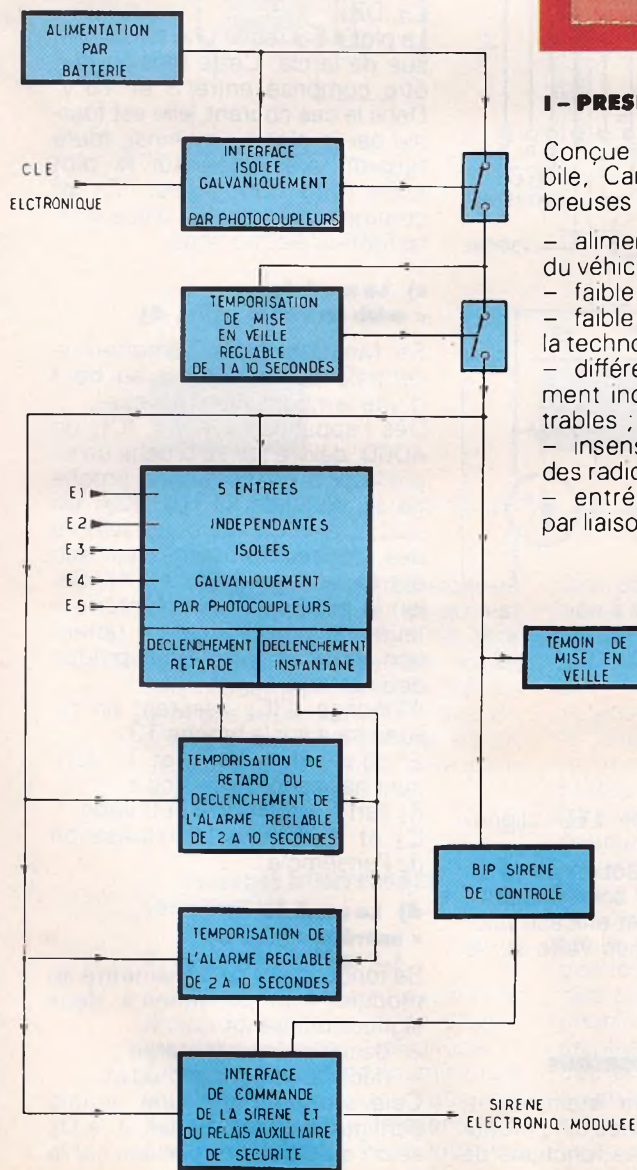 ALIMENTATION
PAR
BATTERIE
CLE
ELCTRONIQUE
INTERFACE
ISOLEE
GALVANIQUEMENT
PAR PHOTOCOUPLEURS
TEMPORISATION
DE MISE
EN VEILLE
REGLABLE
DE 1 A 10 SECONDES
E1
E2
E3
E4
E5
5 ENTREES
INDEPENDANTES
ISOLEES
GALVANIQUEMENT
PAR PHOTOCOUPLEURS
DECLENCHEMENT
RETARDE
DECLENCHEMENT
INSTANTANE
TEMOIN DE
MISE EN
VEILLE
TEMPORISATION DE
RETARD DU
DECLENCHEMENT DE
L'ALARME REGLABLE
DE 2 A 10 SECONDES
BIP SIRENE
DE CONTROLE
TEMPORISATION DE
L'ALARME REGLABLE
DE 2 A 10 SECONDES
INTERFACE
DE COMMANDE
DE LA SIRENE ET
DU RELAIS AUXILLIAIRE
DE SECURITE
SIRENE
ELECTRONIQ.MODULEE
I – PRES
Conçue
bile, Car
breuses
– alimen
du véhic
– faible
– faible
la techno
– différe
ment inc
trables ;
– insens
des radio
– entré
par liaiso